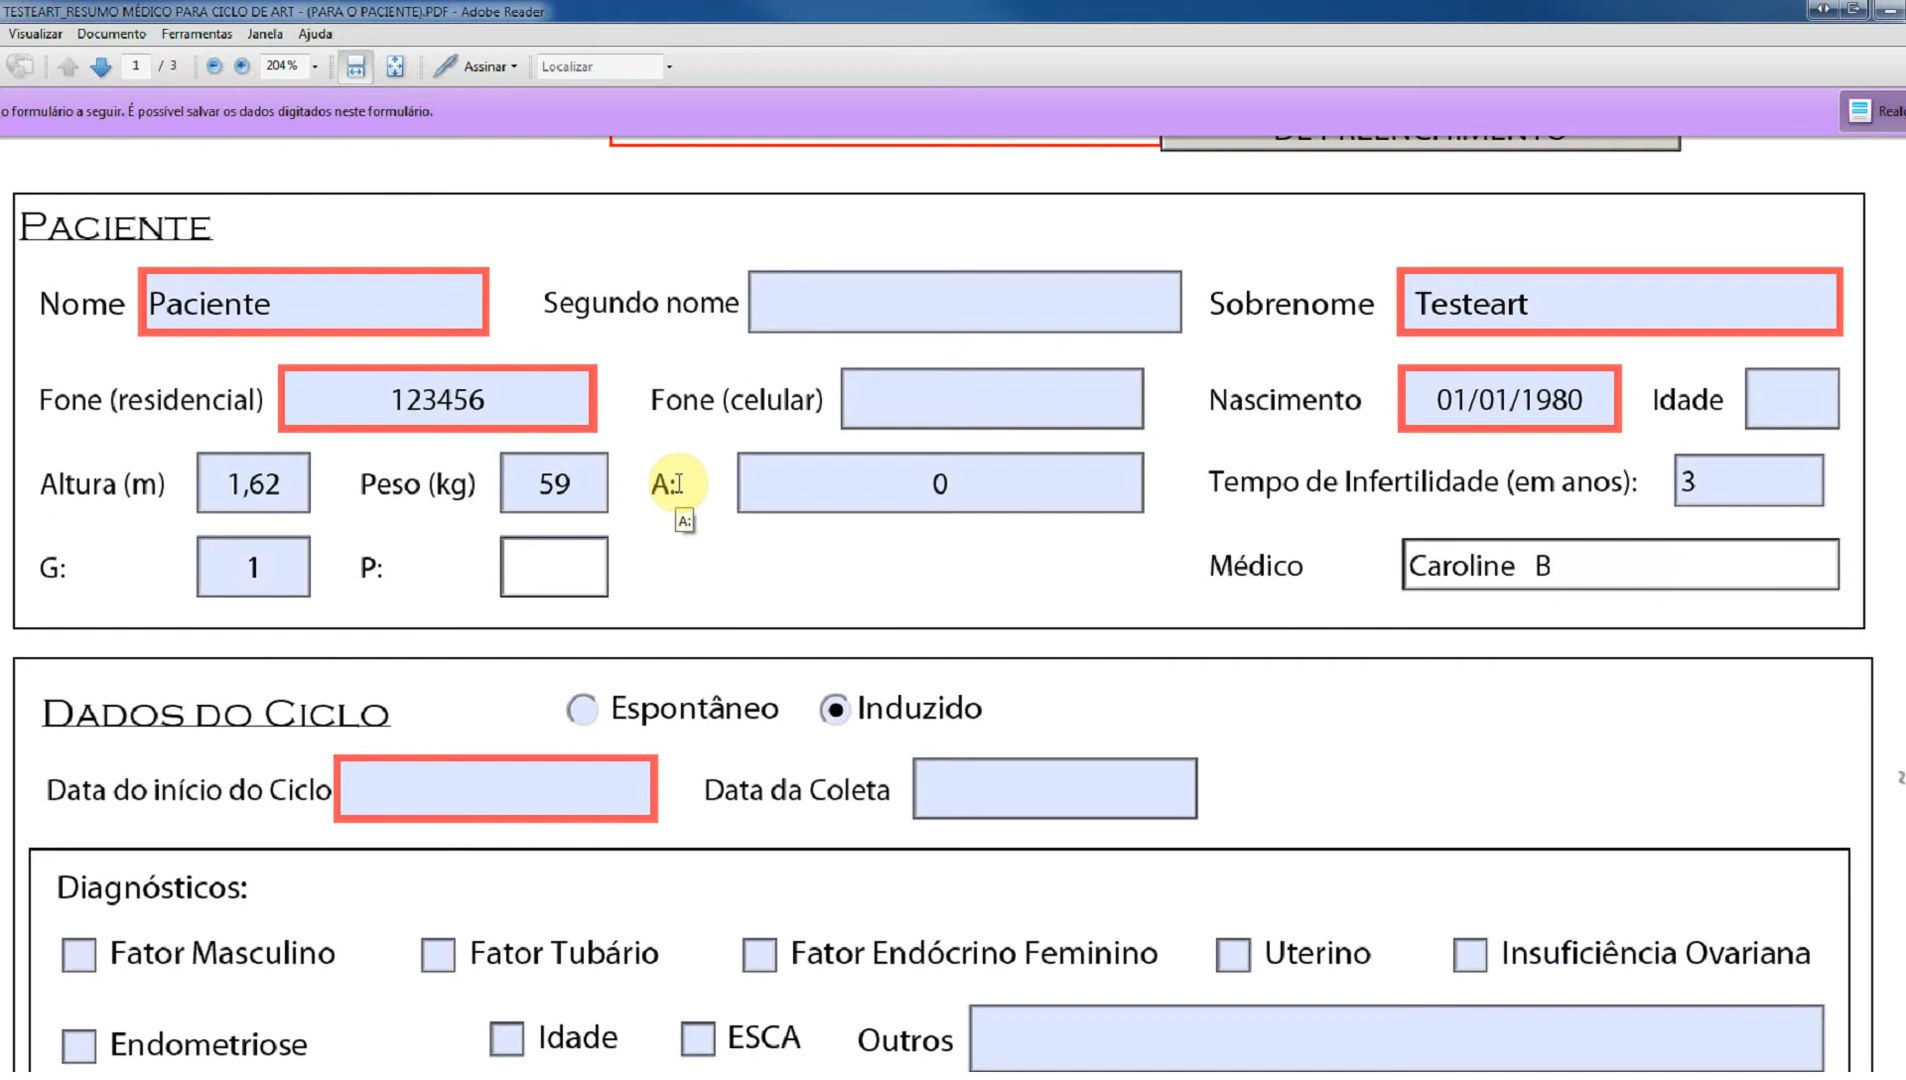 TESTEART_RESUMO MÉDICO PARA CICLO DE ART - (PARA O PACIENTE).PDF - Adobe Reader
Visualizar Documento Ferramentas Janela Ajuda
1 / 3 204% Assinar Localizar
o formulário a seguir. É possível salvar os dados digitados neste formulário.
DE PREENCHIMENTO
PACIENTE
Nome Paciente Segundo nome Sobrenome Testeart
Fone (residencial) 123456 Fone (celular) Nascimento 01/01/1980 Idade
Altura (m) 1,62 Peso (kg) 59 A: 0 Tempo de Infertilidade (em anos): 3
A:
G: 1 P: Médico Caroline B
DADOS DO CICLO Espontâneo Induzido
Data do início do Ciclo Data da Coleta
Diagnósticos:
Fator Masculino Fator Tubário Fator Endócrino Feminino Uterino Insuficiência Ovariana
Endometriose Idade ESCA Outros